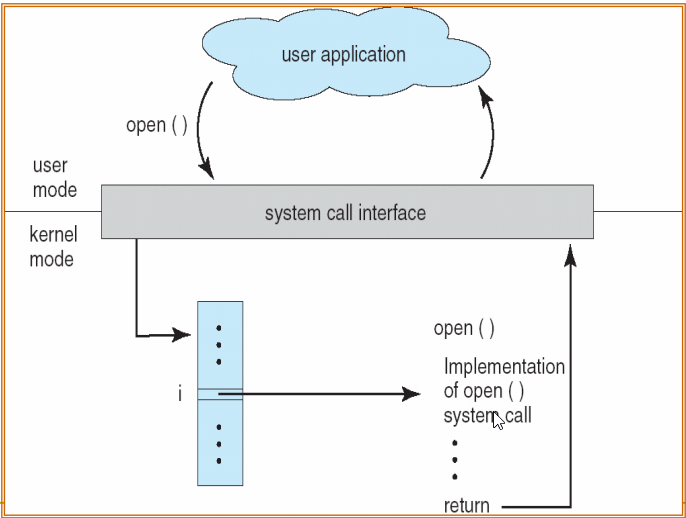 user application
open ( )
user
mode
system call interface
kernel
mode
open ( )
Implementation
of open ( )
system call
i
return